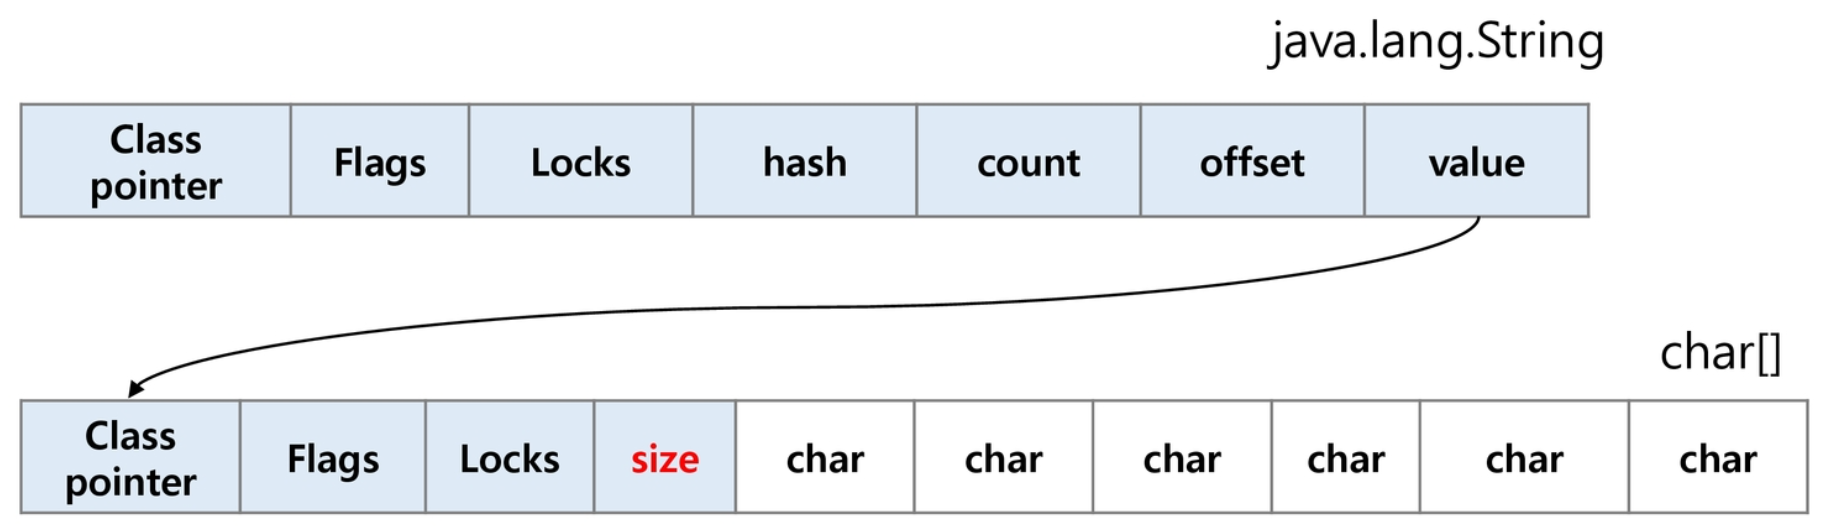 java.lang.String
Class
pointer
Flags
Locks
hash
count
offset
value
char[]
Class
pointer
Flags
Locks
size
char
char
char
char
char
char